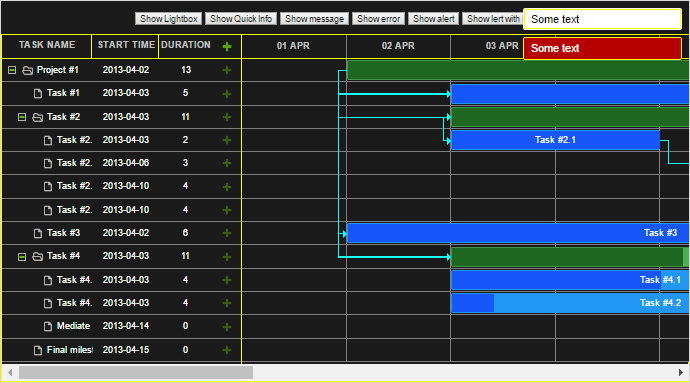 Show Lightbox Show Quick Info Show message Show error Show alert Show lert with Some text
Some text
TASK NAME START TIME DURATION 01 APR 02 APR 03 APR
Project #1 2013-04-02 13
Task #1 2013-04-03 5
Task #2 2013-04-03 11
Task #2. 2013-04-03 2 Task #2.1
Task #2. 2013-04-06 3
Task #2. 2013-04-10 4
Task #2. 2013-04-10 4
Task #3 2013-04-02 6 Task #3
Task #4 2013-04-03 11
Task #4. 2013-04-03 4 Task #4.1
Task #4. 2013-04-03 4 Task #4.2
Mediate 2013-04-14 0
Final milest 2013-04-15 0